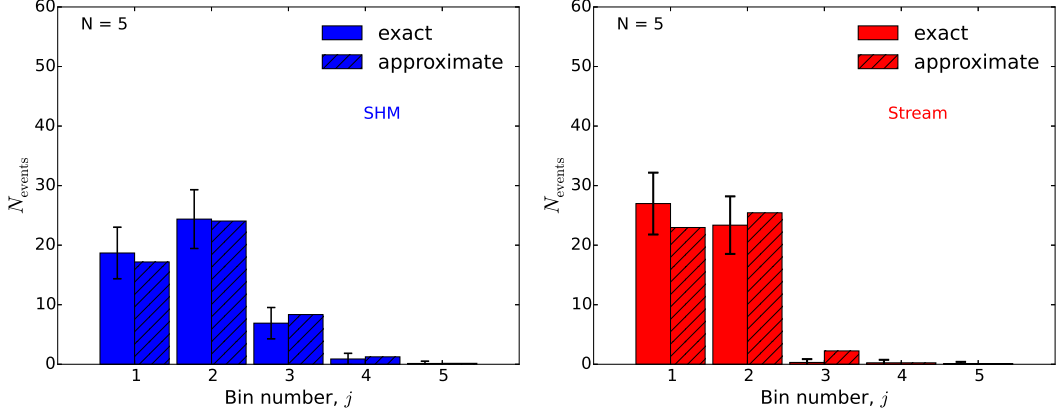 60
50
40
30
20
10
0
N_events
N = 5
exact
approximate
SHM
1 2 3 4 5
Bin number, j
60
50
40
30
20
10
0
N_events
N = 5
exact
approximate
Stream
1 2 3 4 5
Bin number, j